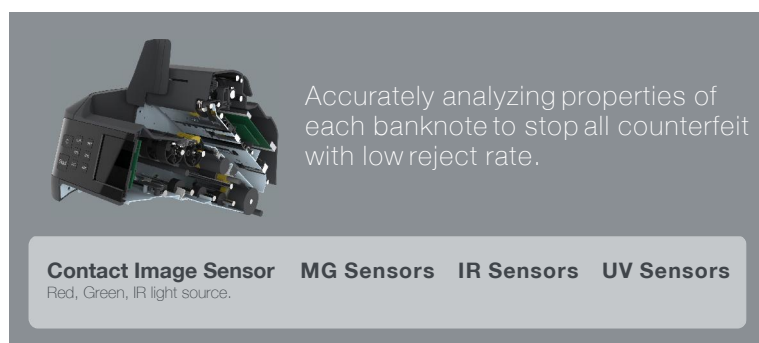 Accurately analyzing properties of
each banknote to stop all counterfeit
with low reject rate.
Contact Image Sensor MG Sensors IR Sensors UV Sensors
Red, Green, IR light source.